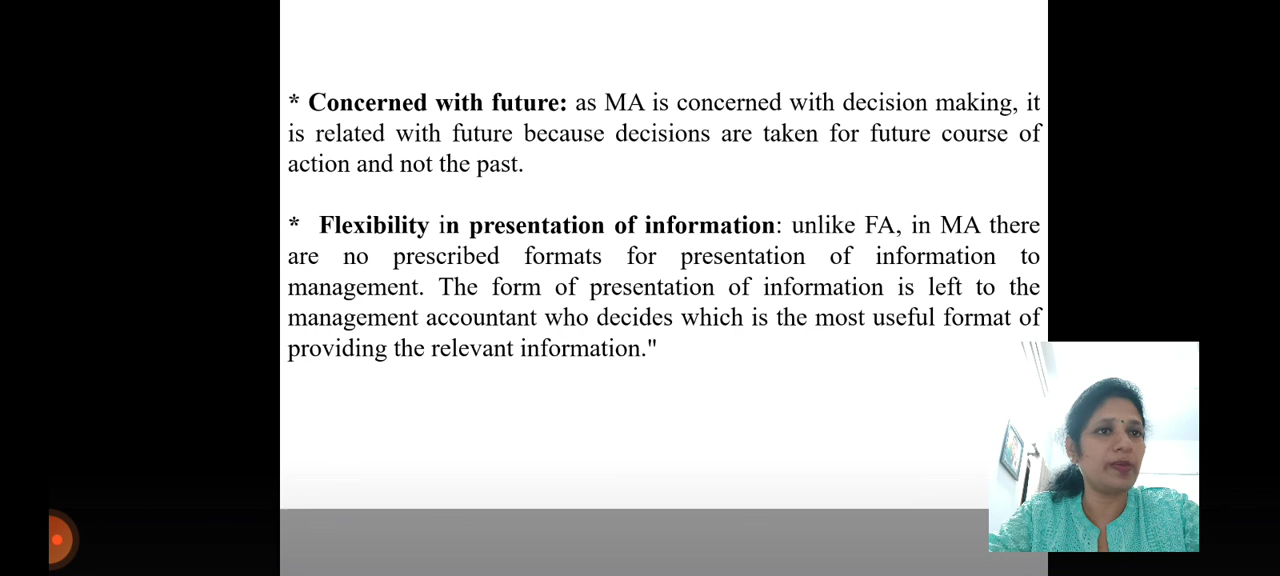 * Concerned with future: as MA is concerned with decision making, it
is related with future because decisions are taken for future course of
action and not the past.
* Flexibility in presentation of information: unlike FA, in MA there
are no prescribed formats for presentation of information to
management. The form of presentation of information is left to the
management accountant who decides which is the most useful format of
providing the relevant information."